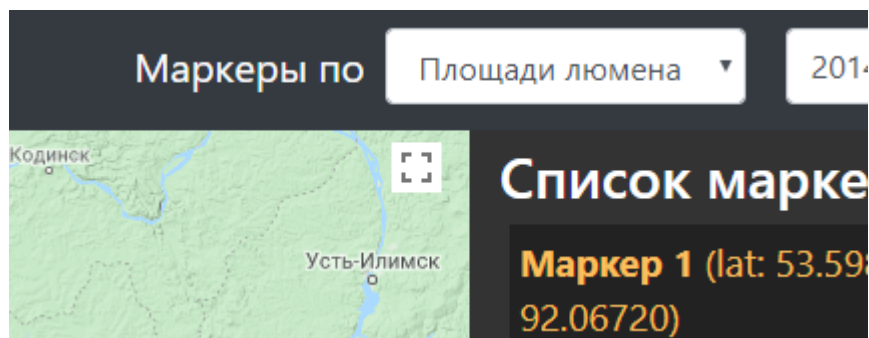 Маркеры по
Площади люмена
2014
Кодинск
Список марке
Усть-Илимск
Маркер 1 (lat: 53.598
92.06720)